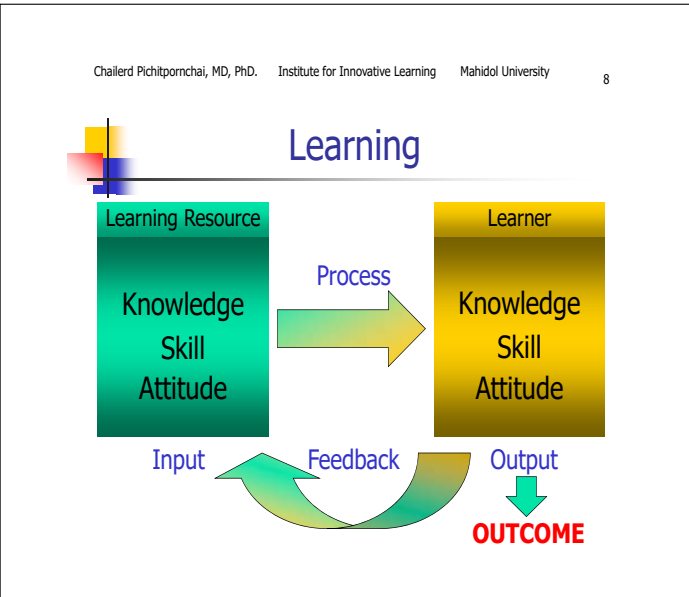 Chailerd Pichitpornchai, MD, PhD. Institute for Innovative Learning Mahidol University 8
Learning
Learning Resource
Knowledge
Skill
Attitude
Process
Learner
Knowledge
Skill
Attitude
Input Feedback Output
OUTCOME